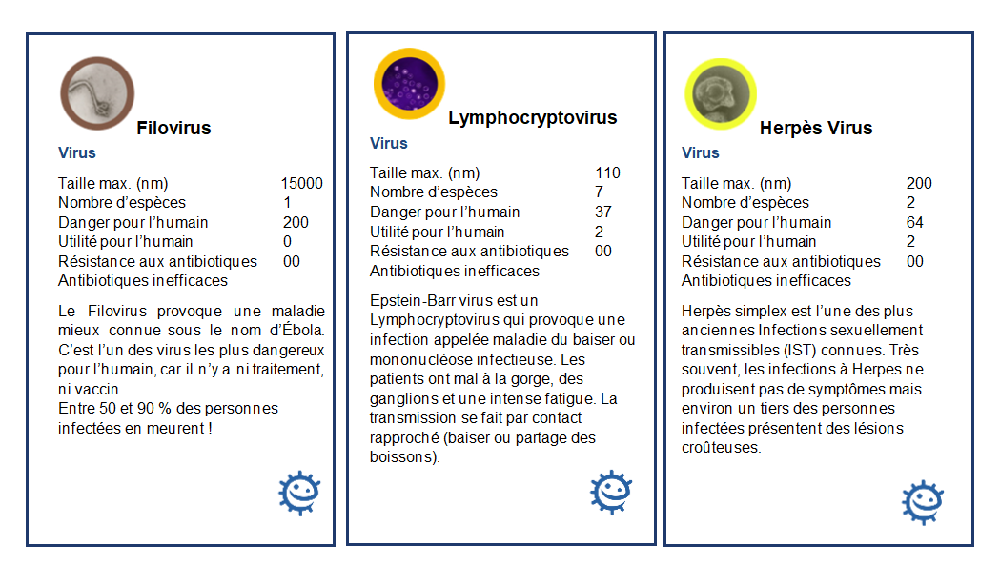 Filovirus
Virus
Taille max. (nm) 15000
Nombre d’espèces 1
Danger pour l’humain 200
Utilité pour l’humain 0
Résistance aux antibiotiques 00
Antibiotiques inefficaces
Le Filovirus provoque une maladie
mieux connue sous le nom d’Ébola.
C’est l’un des virus les plus dangereux
pour l’humain, car il n’y a ni traitement,
ni vaccin.
Entre 50 et 90 % des personnes
infectées en meurent !
Lymphocryptovirus
Virus
Taille max. (nm) 110
Nombre d’espèces 7
Danger pour l’humain 37
Utilité pour l’humain 2
Résistance aux antibiotiques 00
Antibiotiques inefficaces
Epstein-Barr virus est un
Lymphocryptovirus qui provoque une
infection appelée maladie du baiser ou
mononucléose infectieuse. Les
patients ont mal à la gorge, des
ganglions et une intense fatigue. La
transmission se fait par contact
rapproché (baiser ou partage des
boissons).
Herpès Virus
Virus
Taille max. (nm) 200
Nombre d’espèces 2
Danger pour l’humain 64
Utilité pour l’humain 2
Résistance aux antibiotiques 00
Antibiotiques inefficaces
Herpès simplex est l’une des plus
anciennes Infections sexuellement
transmissibles (IST) connues. Très
souvent, les infections à Herpes ne
produisent pas de symptômes mais
environ un tiers des personnes
infectées présentent des lésions
croûteuses.